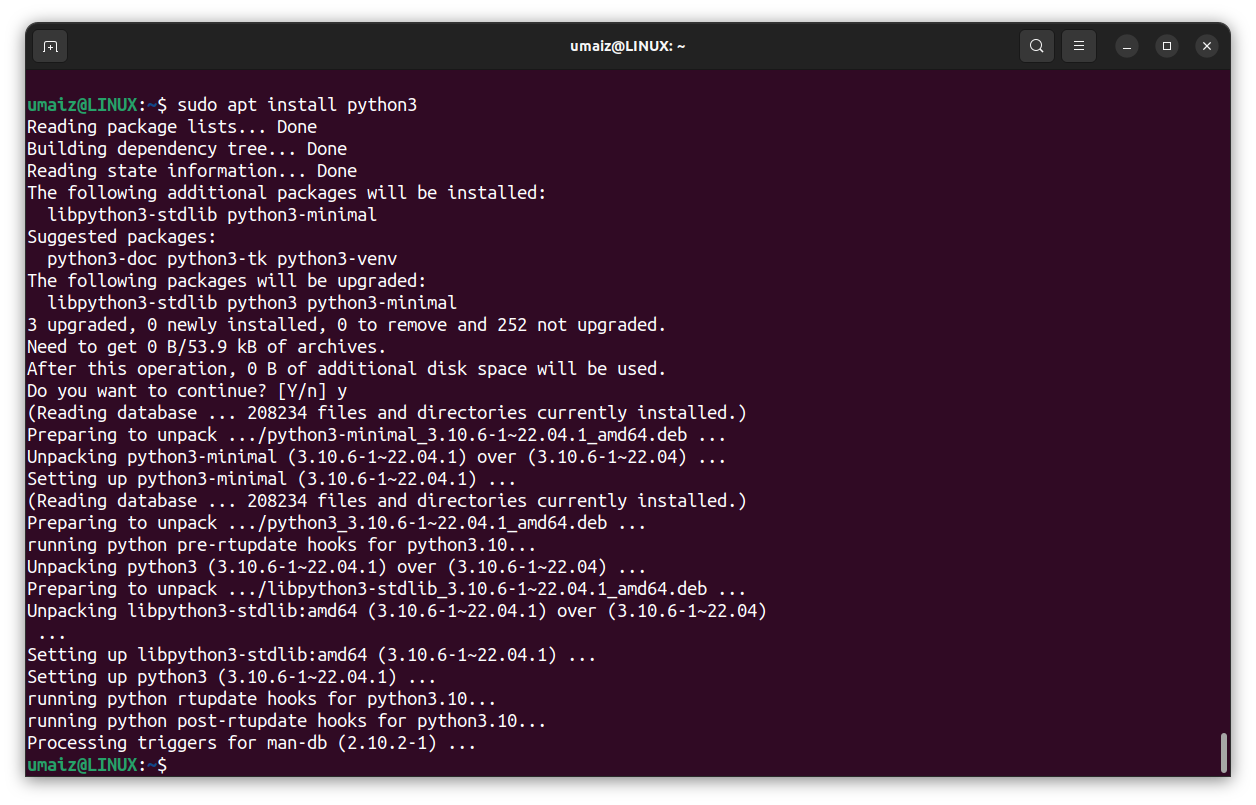 umaiz@LINUX: ~
umaiz@LINUX:~$ sudo apt install python3
Reading package lists... Done
Building dependency tree... Done
Reading state information... Done
The following additional packages will be installed:
  libpython3-stdlib python3-minimal
Suggested packages:
  python3-doc python3-tk python3-venv
The following packages will be upgraded:
  libpython3-stdlib python3 python3-minimal
3 upgraded, 0 newly installed, 0 to remove and 252 not upgraded.
Need to get 0 B/53.9 kB of archives.
After this operation, 0 B of additional disk space will be used.
Do you want to continue? [Y/n] y
(Reading database ... 208234 files and directories currently installed.)
Preparing to unpack .../python3-minimal_3.10.6-1~22.04.1_amd64.deb ...
Unpacking python3-minimal (3.10.6-1~22.04.1) over (3.10.6-1~22.04) ...
Setting up python3-minimal (3.10.6-1~22.04.1) ...
(Reading database ... 208234 files and directories currently installed.)
Preparing to unpack .../python3_3.10.6-1~22.04.1_amd64.deb ...
running python pre-rtupdate hooks for python3.10...
Unpacking python3 (3.10.6-1~22.04.1) over (3.10.6-1~22.04) ...
Preparing to unpack .../libpython3-stdlib_3.10.6-1~22.04.1_amd64.deb ...
Unpacking libpython3-stdlib:amd64 (3.10.6-1~22.04.1) over (3.10.6-1~22.04)
 ...
Setting up libpython3-stdlib:amd64 (3.10.6-1~22.04.1) ...
Setting up python3 (3.10.6-1~22.04.1) ...
running python rtupdate hooks for python3.10...
running python post-rtupdate hooks for python3.10...
Processing triggers for man-db (2.10.2-1) ...
umaiz@LINUX:~$